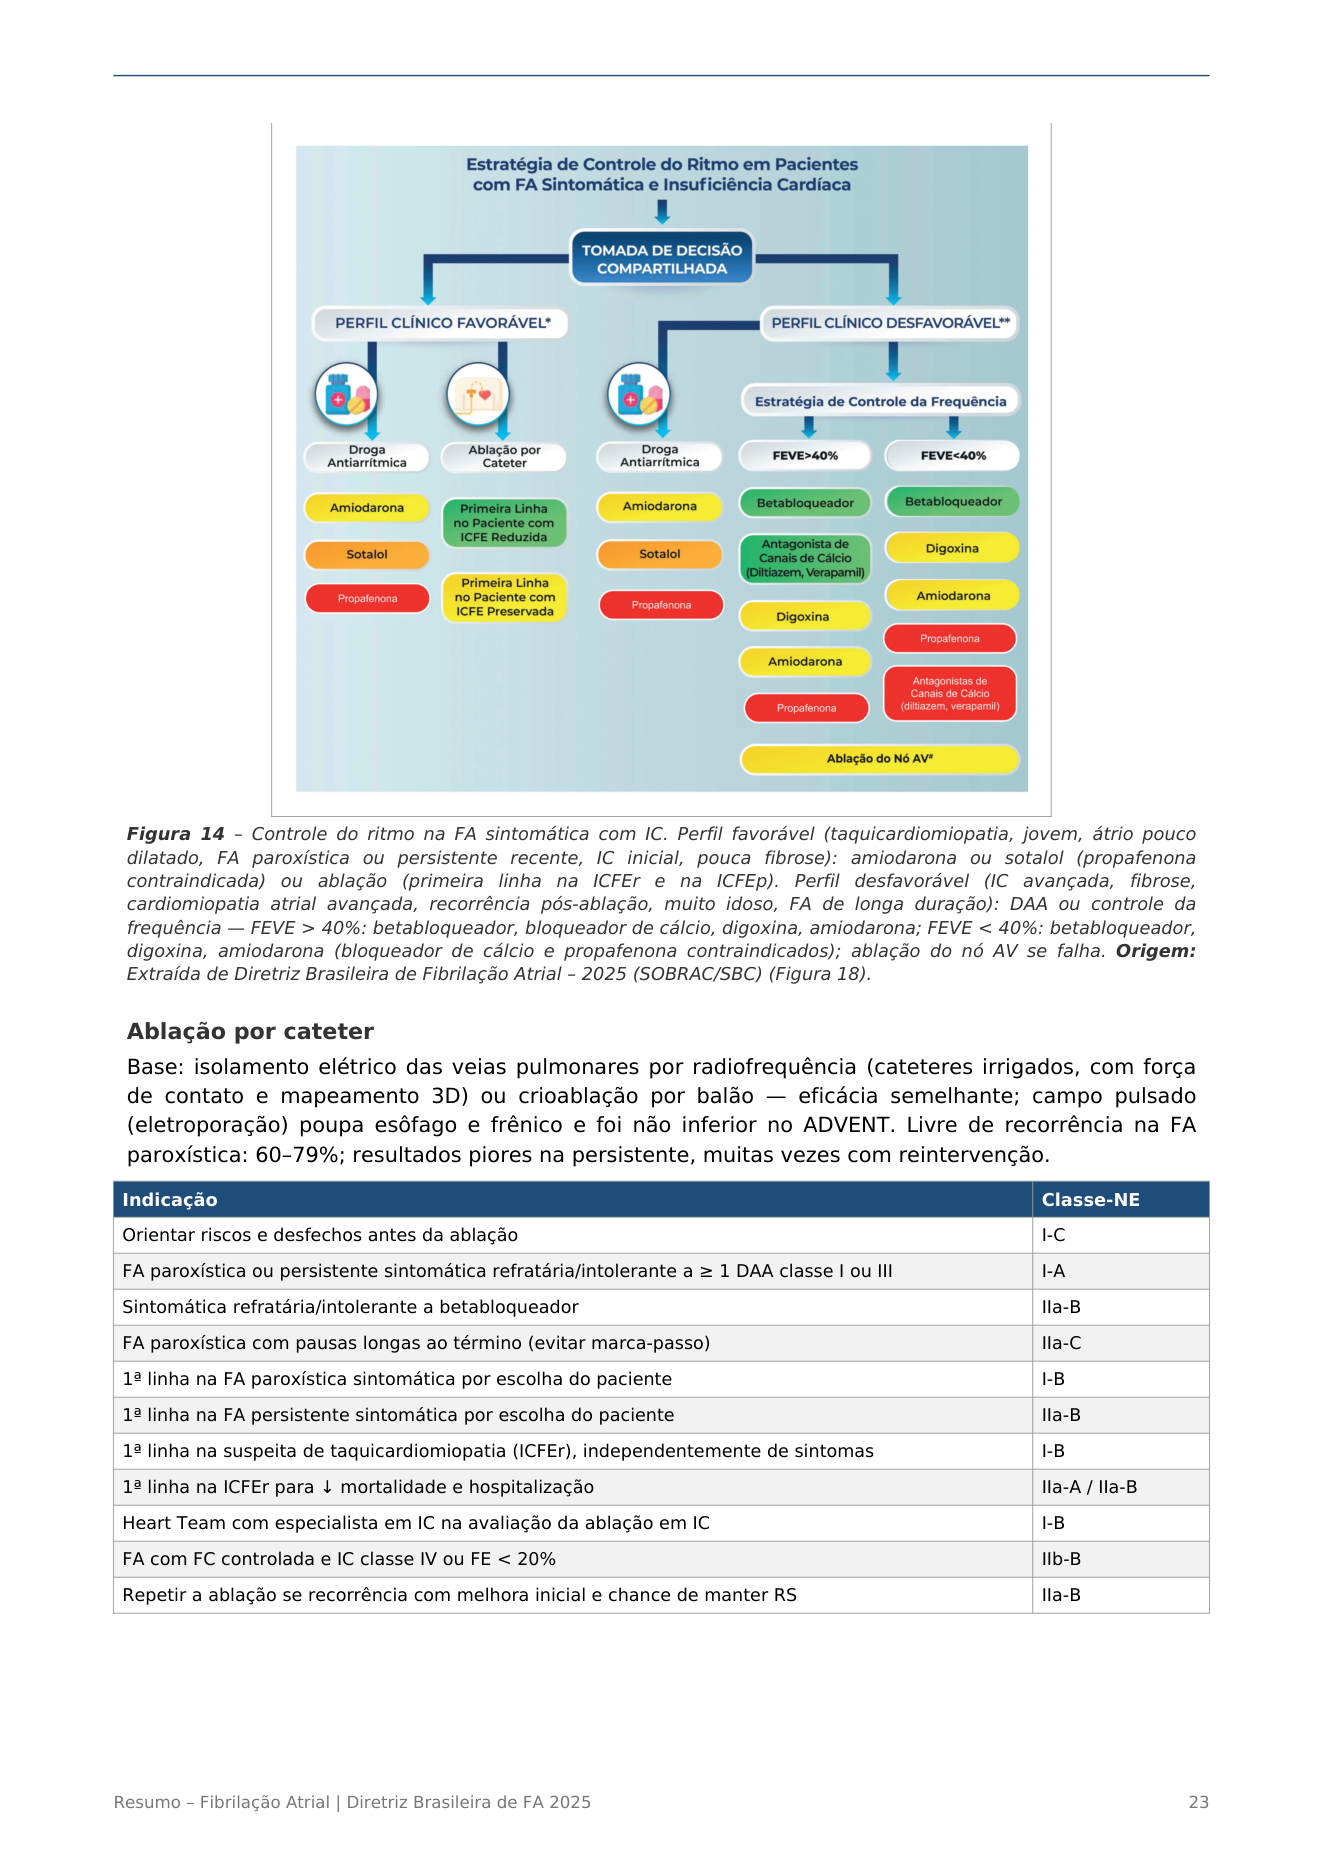 Estratégia de Controle do Ritmo em Pacientes
com FA Sintomática e Insuficiência Cardíaca
TOMADA DE DECISÃO
COMPARTILHADA
PERFIL CLÍNICO FAVORÁVEL*
PERFIL CLÍNICO DESFAVORÁVEL**
Estratégia de Controle da Frequência
Droga
Antiarrítmica
Ablação por
Cateter
Droga
Antiarrítmica
FEVE>40%
FEVE<40%
Amiodarona
Sotalol
Propafenona
Primeira Linha
no Paciente com
ICFE Reduzida
Primeira Linha
no Paciente com
ICFE Preservada
Amiodarona
Sotalol
Propafenona
Betabloqueador
Antagonista de
Canais de Cálcio
(Diltiazem, Verapamil)
Digoxina
Amiodarona
Propafenona
Betabloqueador
Digoxina
Amiodarona
Propafenona
Antagonistas de
Canais de Cálcio
(diltiazem, verapamil)
Ablação do Nó AV#
Figura 14 – Controle do ritmo na FA sintomática com IC. Perfil favorável (taquicardiomiopatia, jovem, átrio pouco
dilatado, FA paroxística ou persistente recente, IC inicial, pouca fibrose): amiodarona ou sotalol (propafenona
contraindicada) ou ablação (primeira linha na ICFEr e na ICFEp). Perfil desfavorável (IC avançada, fibrose,
cardiomiopatia atrial avançada, recorrência pós-ablação, muito idoso, FA de longa duração): DAA ou controle da
frequência — FEVE > 40%: betabloqueador, bloqueador de cálcio, digoxina, amiodarona; FEVE < 40%: betabloqueador,
digoxina, amiodarona (bloqueador de cálcio e propafenona contraindicados); ablação do nó AV se falha. Origem:
Extraída de Diretriz Brasileira de Fibrilação Atrial – 2025 (SOBRAC/SBC) (Figura 18).
Ablação por cateter
Base: isolamento elétrico das veias pulmonares por radiofrequência (cateteres irrigados, com força
de contato e mapeamento 3D) ou crioablação por balão — eficácia semelhante; campo pulsado
(eletroporação) poupa esôfago e frênico e foi não inferior no ADVENT. Livre de recorrência na FA
paroxística: 60–79%; resultados piores na persistente, muitas vezes com reintervenção.
Indicação Classe-NE
Orientar riscos e desfechos antes da ablação I-C
FA paroxística ou persistente sintomática refratária/intolerante a ≥ 1 DAA classe I ou III I-A
Sintomática refratária/intolerante a betabloqueador IIa-B
FA paroxística com pausas longas ao término (evitar marca-passo) IIa-C
1ª linha na FA paroxística sintomática por escolha do paciente I-B
1ª linha na FA persistente sintomática por escolha do paciente IIa-B
1ª linha na suspeita de taquicardiomiopatia (ICFEr), independentemente de sintomas I-B
1ª linha na ICFEr para ↓ mortalidade e hospitalização IIa-A / IIa-B
Heart Team com especialista em IC na avaliação da ablação em IC I-B
FA com FC controlada e IC classe IV ou FE < 20% IIb-B
Repetir a ablação se recorrência com melhora inicial e chance de manter RS IIa-B
Resumo – Fibrilação Atrial | Diretriz Brasileira de FA 2025 23